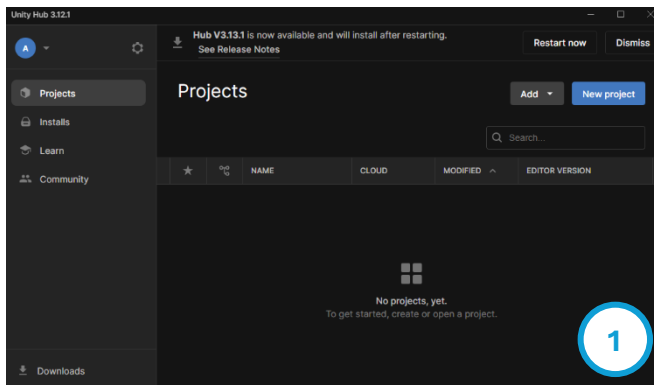 Unity Hub 3.12.1
A
Hub V3.13.1 is now available and will install after restarting.
See Release Notes
Restart now
Dismiss
Projects
Installs
Learn
Community
Downloads
Projects
Add
New project
Search...
NAME CLOUD MODIFIED EDITOR VERSION
No projects, yet.
To get started, create or open a project.
1